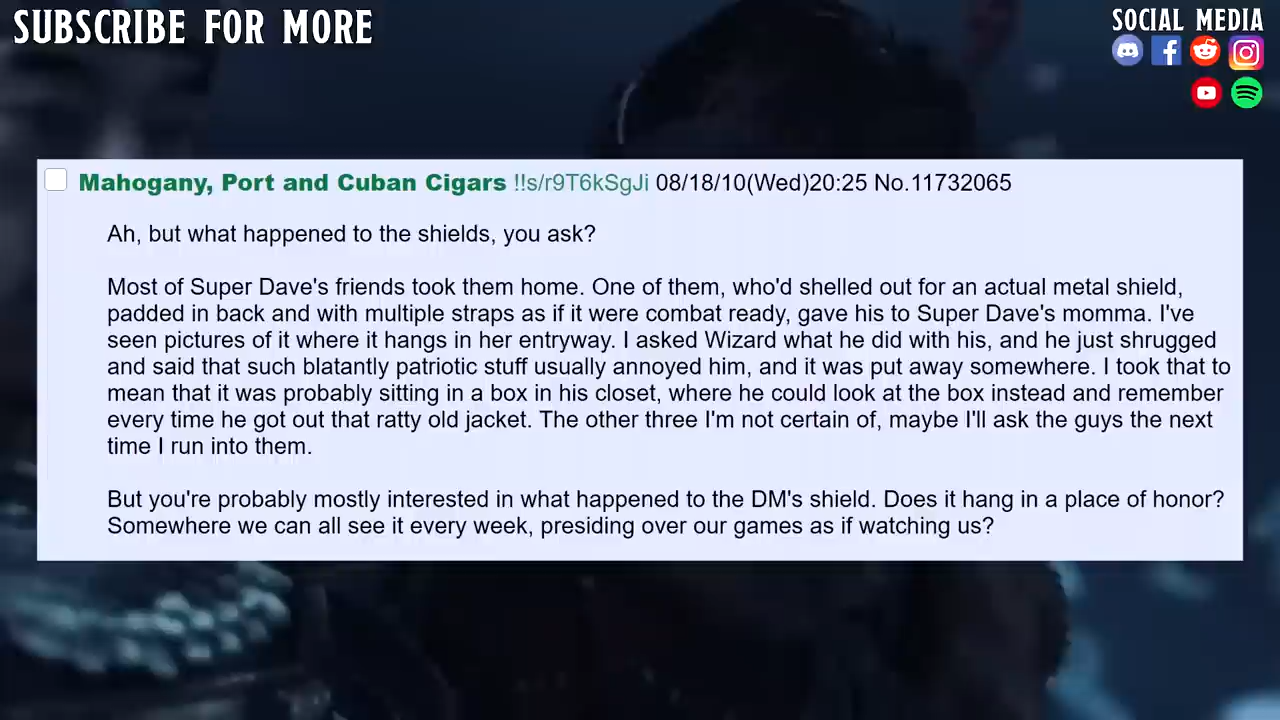 SUBSCRIBE FOR MORE
SOCIAL MEDIA
Mahogany, Port and Cuban Cigars !!s/r9T6kSgJi 08/18/10(Wed)20:25 No.11732065
Ah, but what happened to the shields, you ask?
Most of Super Dave's friends took them home. One of them, who'd shelled out for an actual metal shield,
padded in back and with multiple straps as if it were combat ready, gave his to Super Dave's momma. I've
seen pictures of it where it hangs in her entryway. I asked Wizard what he did with his, and he just shrugged
and said that such blatantly patriotic stuff usually annoyed him, and it was put away somewhere. I took that to
mean that it was probably sitting in a box in his closet, where he could look at the box instead and remember
every time he got out that ratty old jacket. The other three I'm not certain of, maybe I'll ask the guys the next
time I run into them.
But you're probably mostly interested in what happened to the DM's shield. Does it hang in a place of honor?
Somewhere we can all see it every week, presiding over our games as if watching us?